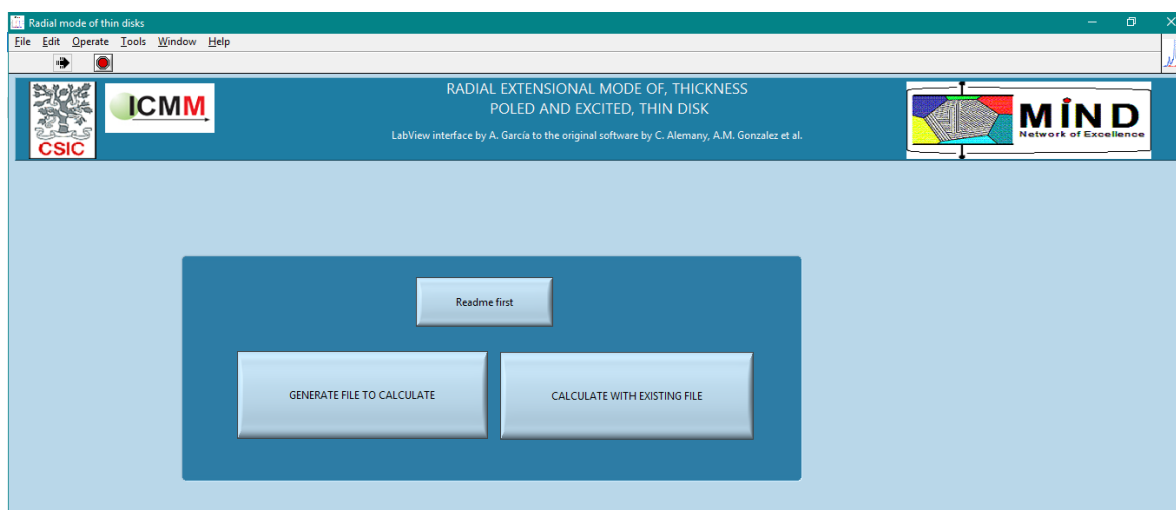 Radial mode of thin disks
File Edit Operate Tools Window Help
CSIC
ICMM
RADIAL EXTENSIONAL MODE OF, THICKNESS
POLED AND EXCITED, THIN DISK
LabView interface by A. García to the original software by C. Alemany, A.M. Gonzalez et al.
MIND
Network of Excellence
Readme first
GENERATE FILE TO CALCULATE
CALCULATE WITH EXISTING FILE